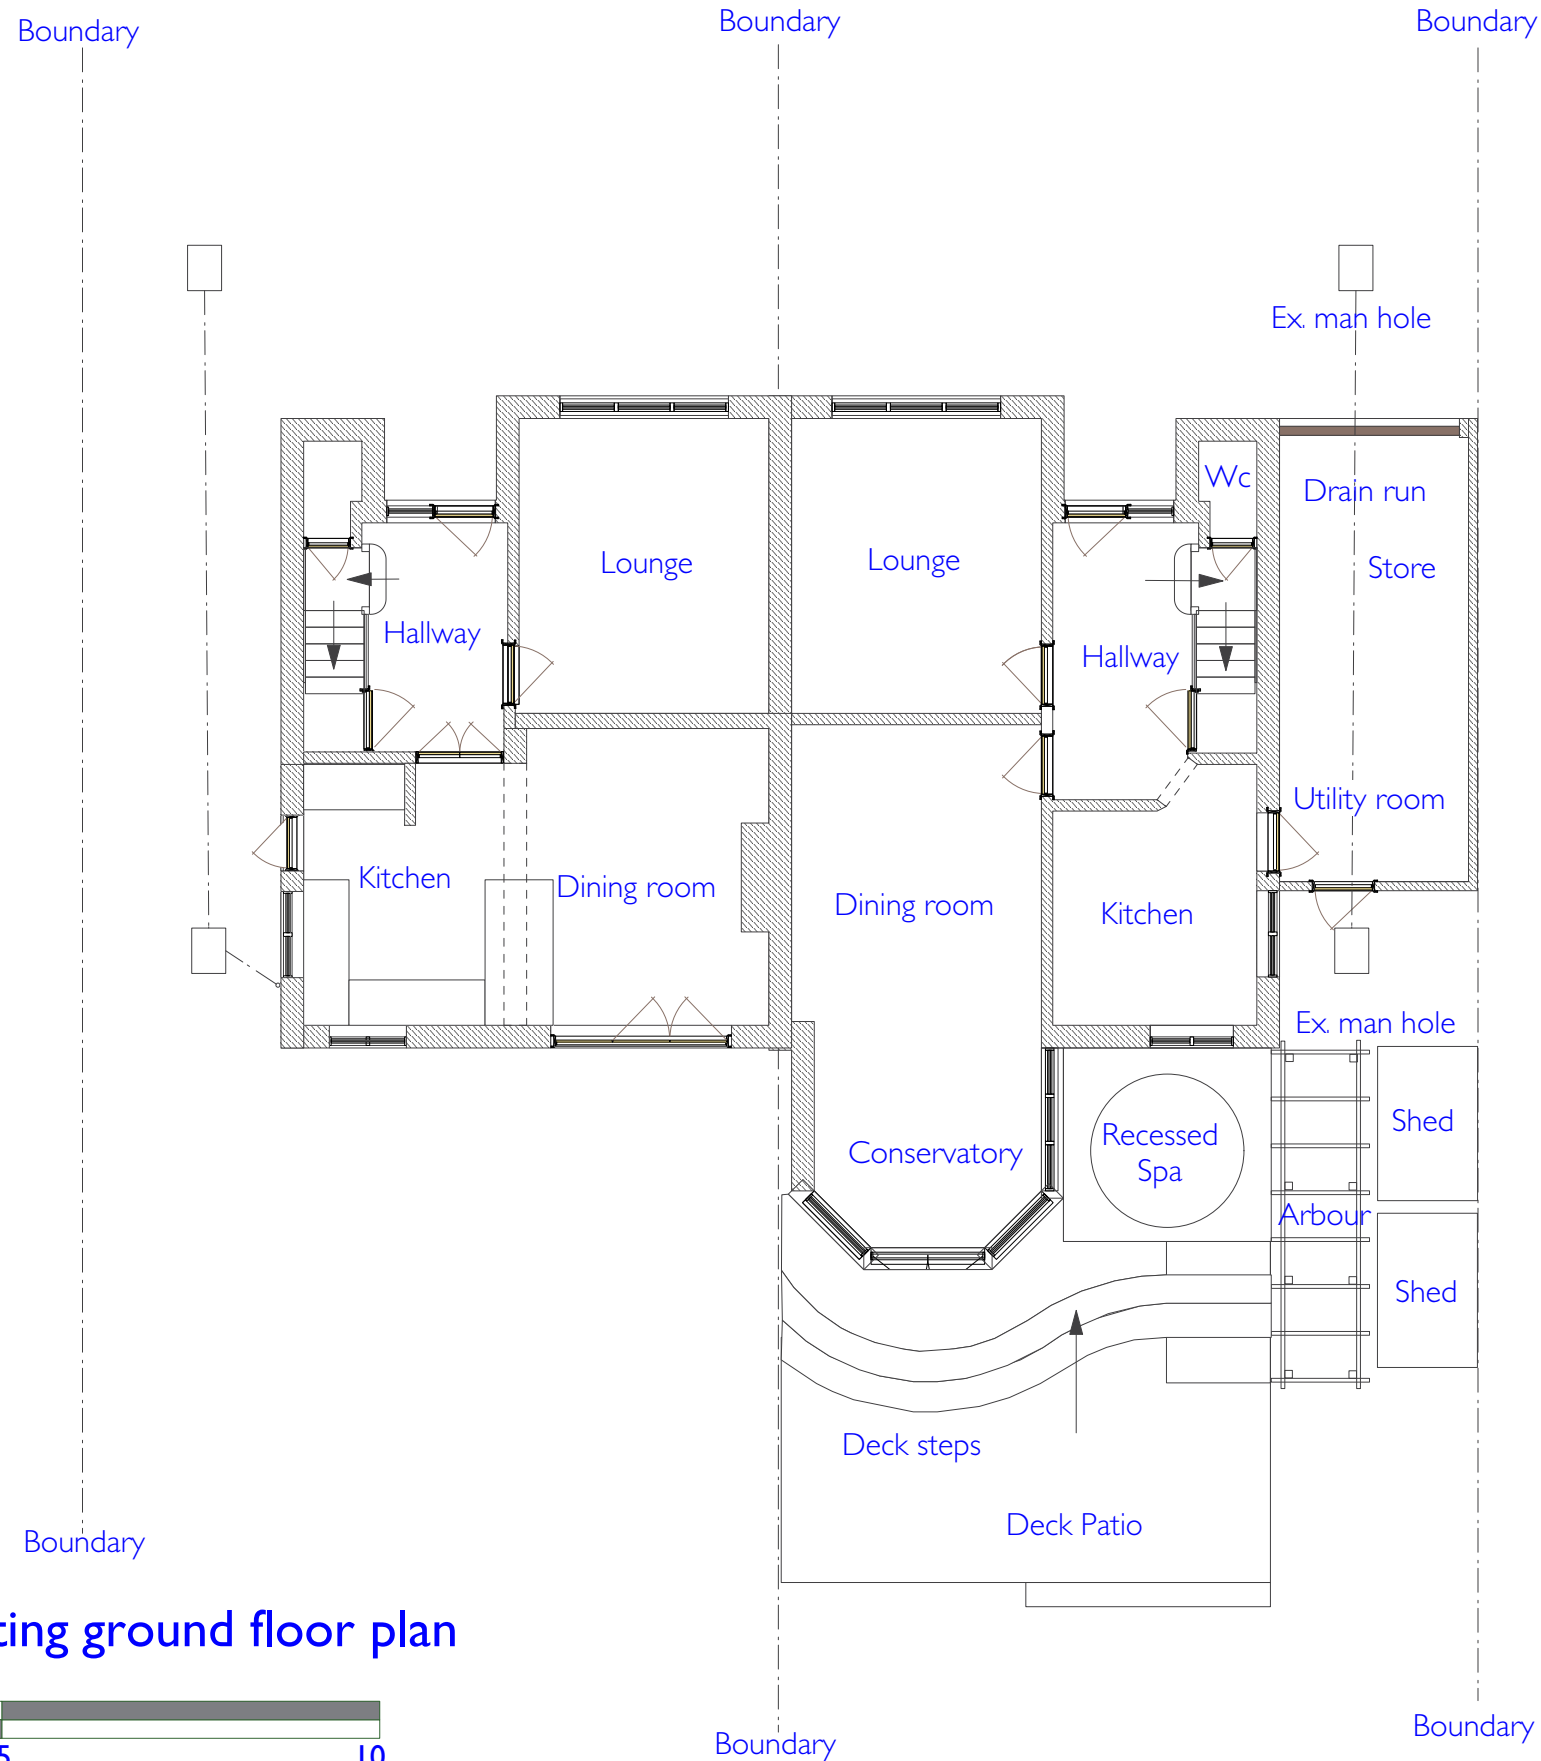 Boundary
Boundary
Boundary
Ex. man hole
Wc
Drain run
Lounge
Lounge
Store
Hallway
Hallway
Utility room
Kitchen
Dining room
Dining room
Kitchen
Ex. man hole
Conservatory
Recessed
Spa
Shed
Arbour
Shed
Deck steps
Deck Patio
Boundary
ting ground floor plan
Boundary
Boundary
5
10